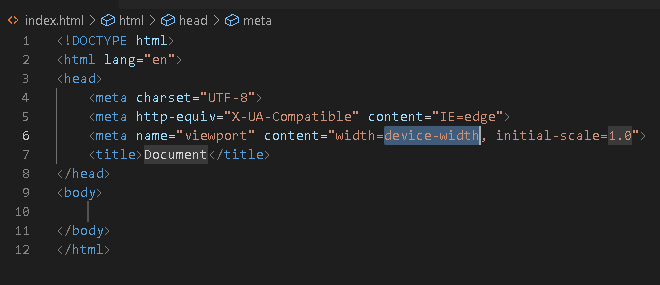 index.html > html > head > meta
1 <!DOCTYPE html>
2 <html lang="en">
3 <head>
4 <meta charset="UTF-8">
5 <meta http-equiv="X-UA-Compatible" content="IE=edge">
6 <meta name="viewport" content="width=device-width, initial-scale=1.0">
7 <title>Document</title>
8 </head>
9 <body>
10
11 </body>
12 </html>